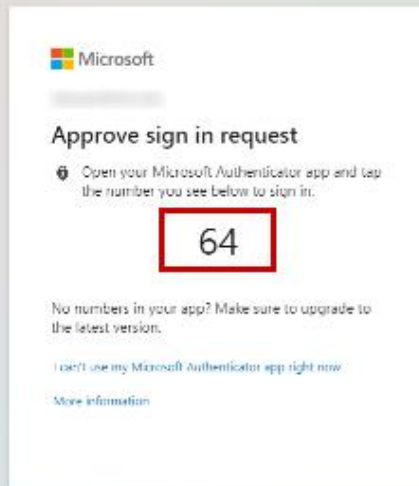 Microsoft
Approve sign in request
Open your Microsoft Authenticator app and tap
the number you see below to sign in.
64
No numbers in your app? Make sure to upgrade to
the latest version.
I can't use my Microsoft Authenticator app right now
More information